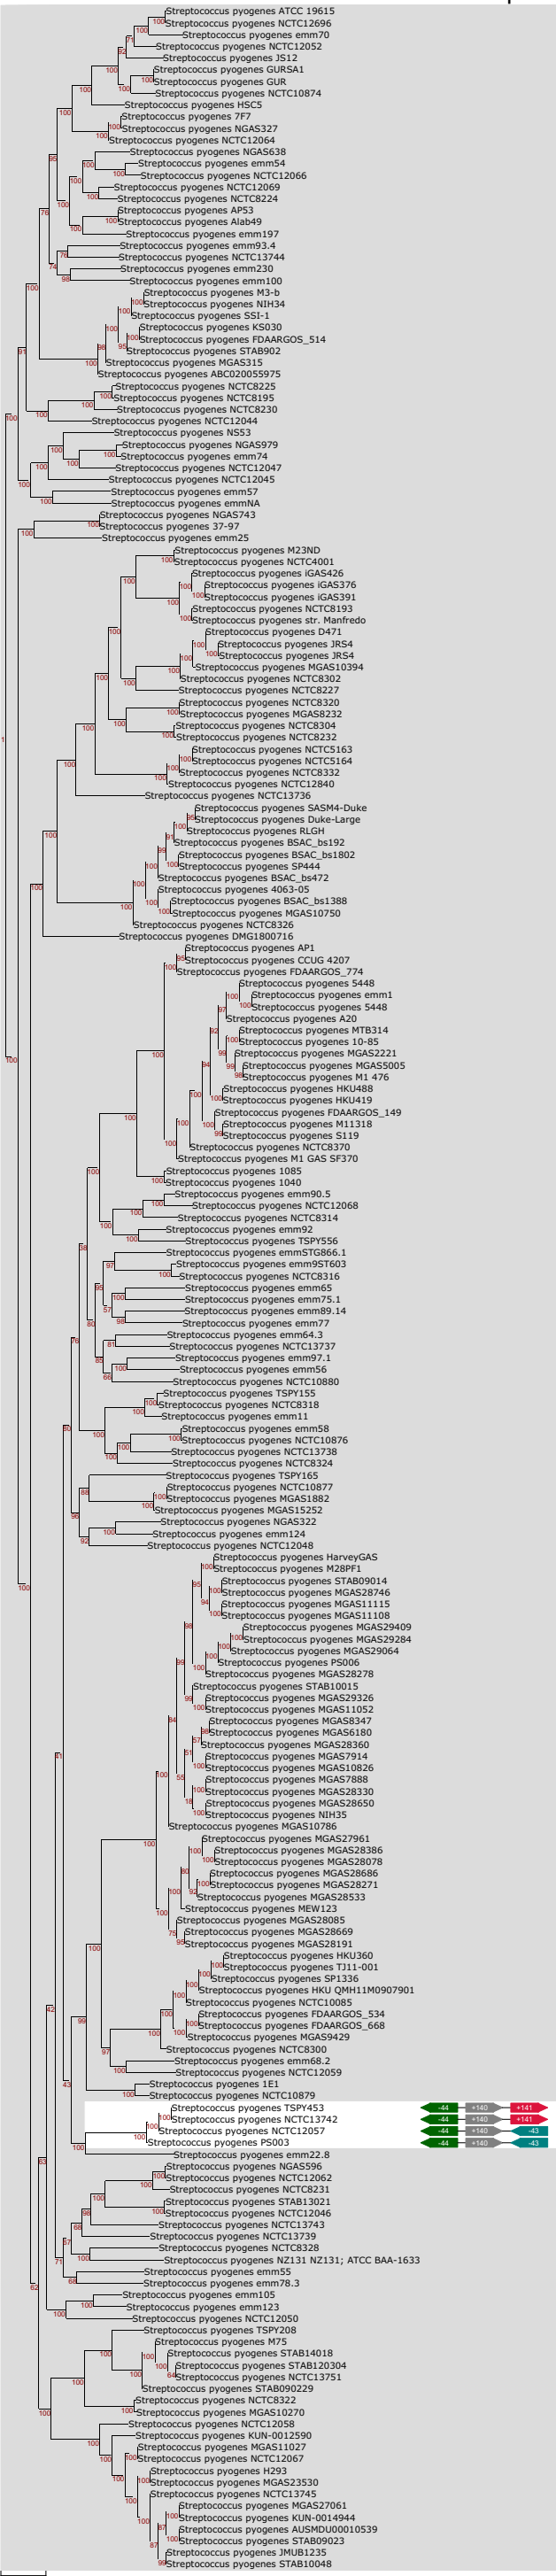 Streptococcus pyogenes ATCC 19615
Streptococcus pyogenes NCTC12696
Streptococcus pyogenes emm70
Streptococcus pyogenes NCTC12052
Streptococcus pyogenes JS12
Streptococcus pyogenes GURSA1
Streptococcus pyogenes GUR
Streptococcus pyogenes NCTC10874
Streptococcus pyogenes HSC5
Streptococcus pyogenes 7F7
Streptococcus pyogenes NGAS327
Streptococcus pyogenes NCTC12064
Streptococcus pyogenes NGAS638
Streptococcus pyogenes emm54
Streptococcus pyogenes NCTC12066
Streptococcus pyogenes NCTC12069
Streptococcus pyogenes NCTC8224
Streptococcus pyogenes AP53
Streptococcus pyogenes Alab49
Streptococcus pyogenes emm197
Streptococcus pyogenes emm93.4
Streptococcus pyogenes NCTC13744
Streptococcus pyogenes emm230
Streptococcus pyogenes emm100
Streptococcus pyogenes M3-b
Streptococcus pyogenes NIH34
Streptococcus pyogenes SSI-1
Streptococcus pyogenes KS030
Streptococcus pyogenes FDAARGOS_514
Streptococcus pyogenes STAB902
Streptococcus pyogenes MGAS315
Streptococcus pyogenes ABC020055975
Streptococcus pyogenes NCTC8225
Streptococcus pyogenes NCTC8195
Streptococcus pyogenes NCTC8230
Streptococcus pyogenes NCTC12044
Streptococcus pyogenes NS53
Streptococcus pyogenes NGAS979
Streptococcus pyogenes emm74
Streptococcus pyogenes NCTC12047
Streptococcus pyogenes NCTC12045
Streptococcus pyogenes emm57
Streptococcus pyogenes emmNA
Streptococcus pyogenes NGAS743
Streptococcus pyogenes 37-97
Streptococcus pyogenes emm25
Streptococcus pyogenes M23ND
Streptococcus pyogenes NCTC4001
Streptococcus pyogenes iGAS426
Streptococcus pyogenes iGAS376
Streptococcus pyogenes iGAS391
Streptococcus pyogenes NCTC8193
Streptococcus pyogenes str. Manfredo
Streptococcus pyogenes D471
Streptococcus pyogenes JRS4
Streptococcus pyogenes JRS4
Streptococcus pyogenes MGAS10394
Streptococcus pyogenes NCTC8302
Streptococcus pyogenes NCTC8227
Streptococcus pyogenes NCTC8320
Streptococcus pyogenes MGAS8232
Streptococcus pyogenes NCTC8304
Streptococcus pyogenes NCTC8232
Streptococcus pyogenes NCTC5163
Streptococcus pyogenes NCTC5164
Streptococcus pyogenes NCTC8332
Streptococcus pyogenes NCTC12840
Streptococcus pyogenes NCTC13736
Streptococcus pyogenes SASM4-Duke
Streptococcus pyogenes Duke-Large
Streptococcus pyogenes RLGH
Streptococcus pyogenes BSAC_bs192
Streptococcus pyogenes BSAC_bs1802
Streptococcus pyogenes SP444
Streptococcus pyogenes BSAC_bs472
Streptococcus pyogenes 4063-05
Streptococcus pyogenes BSAC_bs1388
Streptococcus pyogenes MGAS10750
Streptococcus pyogenes NCTC8326
Streptococcus pyogenes DMG1800716
Streptococcus pyogenes AP1
Streptococcus pyogenes CCUG 4207
Streptococcus pyogenes FDAARGOS_774
Streptococcus pyogenes 5448
Streptococcus pyogenes emm1
Streptococcus pyogenes 5448
Streptococcus pyogenes A20
Streptococcus pyogenes MTB314
Streptococcus pyogenes 10-85
Streptococcus pyogenes MGAS2221
Streptococcus pyogenes MGAS5005
Streptococcus pyogenes M1 476
Streptococcus pyogenes HKU488
Streptococcus pyogenes HKU419
Streptococcus pyogenes FDAARGOS_149
Streptococcus pyogenes M11318
Streptococcus pyogenes S119
Streptococcus pyogenes NCTC8370
Streptococcus pyogenes M1 GAS SF370
Streptococcus pyogenes 1085
Streptococcus pyogenes 1040
Streptococcus pyogenes emm90.5
Streptococcus pyogenes NCTC12068
Streptococcus pyogenes NCTC8314
Streptococcus pyogenes emm92
Streptococcus pyogenes TSPY556
Streptococcus pyogenes emmSTG866.1
Streptococcus pyogenes emm9ST603
Streptococcus pyogenes NCTC8316
Streptococcus pyogenes emm65
Streptococcus pyogenes emm75.1
Streptococcus pyogenes emm89.14
Streptococcus pyogenes emm77
Streptococcus pyogenes emm64.3
Streptococcus pyogenes NCTC13737
Streptococcus pyogenes emm97.1
Streptococcus pyogenes emm56
Streptococcus pyogenes NCTC10880
Streptococcus pyogenes TSPY155
Streptococcus pyogenes NCTC8318
Streptococcus pyogenes emm11
Streptococcus pyogenes emm58
Streptococcus pyogenes NCTC10876
Streptococcus pyogenes NCTC13738
Streptococcus pyogenes NCTC8324
Streptococcus pyogenes TSPY165
Streptococcus pyogenes NCTC10877
Streptococcus pyogenes MGAS1882
Streptococcus pyogenes MGAS15252
Streptococcus pyogenes NGAS322
Streptococcus pyogenes emm124
Streptococcus pyogenes NCTC12048
Streptococcus pyogenes HarveyGAS
Streptococcus pyogenes M28PF1
Streptococcus pyogenes STAB09014
Streptococcus pyogenes MGAS28746
Streptococcus pyogenes MGAS11115
Streptococcus pyogenes MGAS11108
Streptococcus pyogenes MGAS29409
Streptococcus pyogenes MGAS29284
Streptococcus pyogenes MGAS29064
Streptococcus pyogenes PS006
Streptococcus pyogenes MGAS28278
Streptococcus pyogenes STAB10015
Streptococcus pyogenes MGAS29326
Streptococcus pyogenes MGAS11052
Streptococcus pyogenes MGAS8347
Streptococcus pyogenes MGAS6180
Streptococcus pyogenes MGAS28360
Streptococcus pyogenes MGAS7914
Streptococcus pyogenes MGAS10826
Streptococcus pyogenes MGAS7888
Streptococcus pyogenes MGAS28330
Streptococcus pyogenes MGAS28650
Streptococcus pyogenes NIH35
Streptococcus pyogenes MGAS10786
Streptococcus pyogenes MGAS27961
Streptococcus pyogenes MGAS28386
Streptococcus pyogenes MGAS28078
Streptococcus pyogenes MGAS28686
Streptococcus pyogenes MGAS28271
Streptococcus pyogenes MGAS28533
Streptococcus pyogenes MEW123
Streptococcus pyogenes MGAS28085
Streptococcus pyogenes MGAS28669
Streptococcus pyogenes MGAS28191
Streptococcus pyogenes HKU360
Streptococcus pyogenes TJ11-001
Streptococcus pyogenes SP1336
Streptococcus pyogenes HKU QMH11M0907901
Streptococcus pyogenes NCTC10085
Streptococcus pyogenes FDAARGOS_534
Streptococcus pyogenes FDAARGOS_668
Streptococcus pyogenes MGAS9429
Streptococcus pyogenes NCTC8300
Streptococcus pyogenes emm68.2
Streptococcus pyogenes NCTC12059
Streptococcus pyogenes 1E1
Streptococcus pyogenes NCTC10879
Streptococcus pyogenes TSPY453 -44 +140 +141
Streptococcus pyogenes NCTC13742 -44 +140 +141
Streptococcus pyogenes NCTC12057 -44 +140 -43
Streptococcus pyogenes PS003 -44 +140 -43
Streptococcus pyogenes emm22.8
Streptococcus pyogenes NGAS596
Streptococcus pyogenes NCTC12062
Streptococcus pyogenes NCTC8231
Streptococcus pyogenes STAB13021
Streptococcus pyogenes NCTC12046
Streptococcus pyogenes NCTC13743
Streptococcus pyogenes NCTC13739
Streptococcus pyogenes NCTC8328
Streptococcus pyogenes NZ131 NZ131; ATCC BAA-1633
Streptococcus pyogenes emm55
Streptococcus pyogenes emm78.3
Streptococcus pyogenes emm105
Streptococcus pyogenes emm123
Streptococcus pyogenes NCTC12050
Streptococcus pyogenes TSPY208
Streptococcus pyogenes M75
Streptococcus pyogenes STAB14018
Streptococcus pyogenes STAB120304
Streptococcus pyogenes NCTC13751
Streptococcus pyogenes STAB090229
Streptococcus pyogenes NCTC8322
Streptococcus pyogenes MGAS10270
Streptococcus pyogenes NCTC12058
Streptococcus pyogenes KUN-0012590
Streptococcus pyogenes MGAS11027
Streptococcus pyogenes NCTC12067
Streptococcus pyogenes H293
Streptococcus pyogenes MGAS23530
Streptococcus pyogenes NCTC13745
Streptococcus pyogenes MGAS27061
Streptococcus pyogenes KUN-0014944
Streptococcus pyogenes AUSMDU00010539
Streptococcus pyogenes STAB09023
Streptococcus pyogenes JMUB1235
Streptococcus pyogenes STAB10048